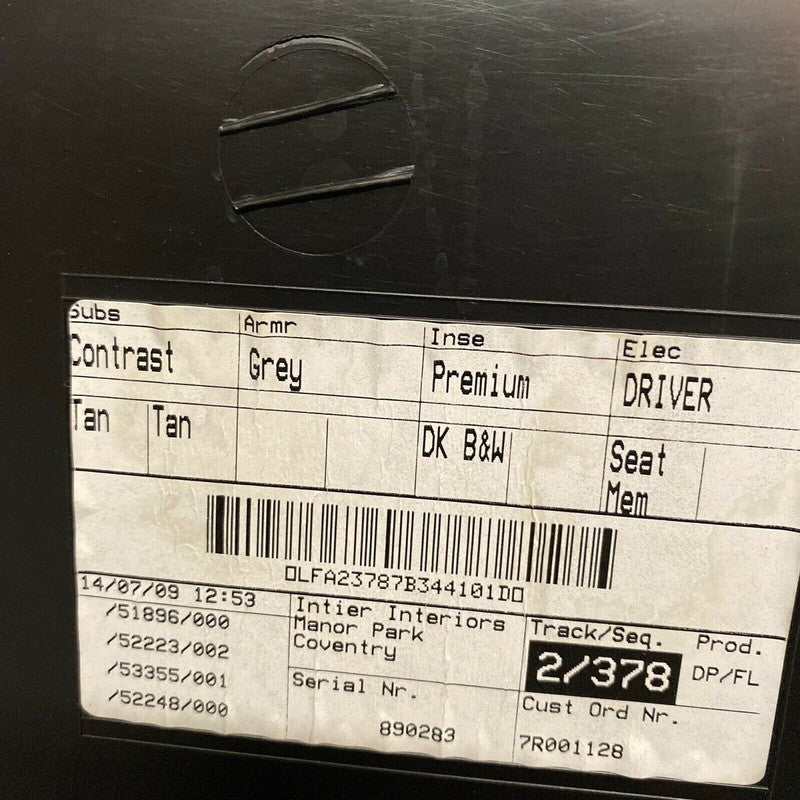 Subs Armr Inse Elec
Contrast Grey Premium DRIVER
Tan Tan DK B&W Seat Mem
▯LFA23787B344101D▯
14/07/09 12:53
/51896/000
/52223/002
/53355/001
/52248/000
Intier Interiors
Manor Park
Coventry
Serial Nr.
890283
Track/Seq. Prod.
2/378 DP/FL
Cust Ord Nr.
7R001128